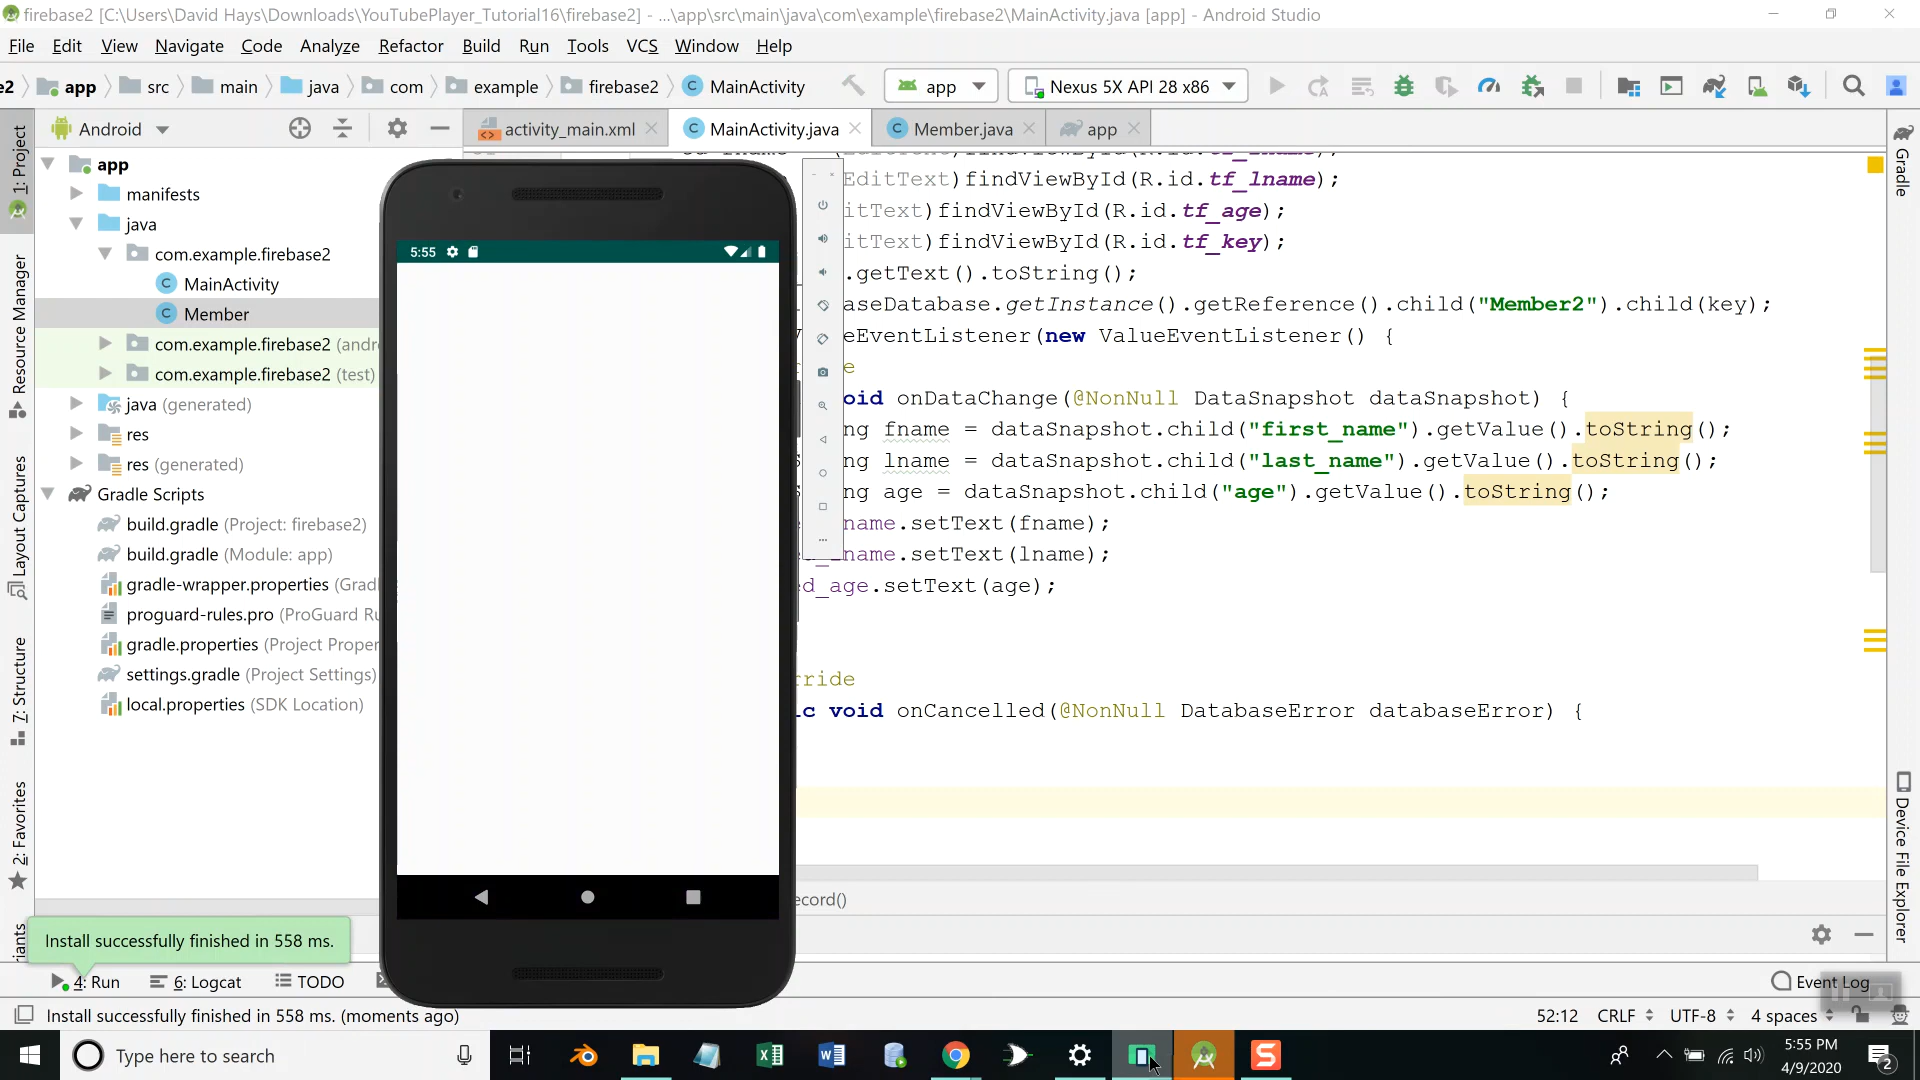 firebase2 [C:\Users\David Hays\Downloads\YouTubePlayer_Tutorial16\firebase2] - ...\app\src\main\java\com\example\firebase2\MainActivity.java [app] - Android Studio
File Edit View Navigate Code Analyze Refactor Build Run Tools VCS Window Help
e2 app src main java com example firebase2 MainActivity app Nexus 5X API 28 x86
Android activity_main.xml MainActivity.java Member.java app
1: Project
Resource Manager
Layout Captures
7: Structure
2: Favorites
iants
app
manifests
java
com.example.firebase2
MainActivity
Member
com.example.firebase2 (andr
com.example.firebase2 (test)
java (generated)
res
res (generated)
Gradle Scripts
build.gradle (Project: firebase2)
build.gradle (Module: app)
gradle-wrapper.properties (Grad
proguard-rules.pro (ProGuard Ru
gradle.properties (Project Proper
settings.gradle (Project Settings)
local.properties (SDK Location)
5:55
EditText)findViewById(R.id.tf_lname);
itText)findViewById(R.id.tf_age);
itText)findViewById(R.id.tf_key);
.getText().toString();
aseDatabase.getInstance().getReference().child("Member2").child(key);
eEventListener(new ValueEventListener() {
e
oid onDataChange(@NonNull DataSnapshot dataSnapshot) {
ng fname = dataSnapshot.child("first_name").getValue().toString();
ng lname = dataSnapshot.child("last_name").getValue().toString();
ng age = dataSnapshot.child("age").getValue().toString();
name.setText(fname);
name.setText(lname);
d_age.setText(age);
rride
ic void onCancelled(@NonNull DatabaseError databaseError) {
ecord()
Gradle
Device File Explorer
Install successfully finished in 558 ms.
4: Run 6: Logcat TODO Event Log
Install successfully finished in 558 ms. (moments ago) 52:12 CRLF UTF-8 4 spaces
Type here to search
5:55 PM
4/9/2020
2